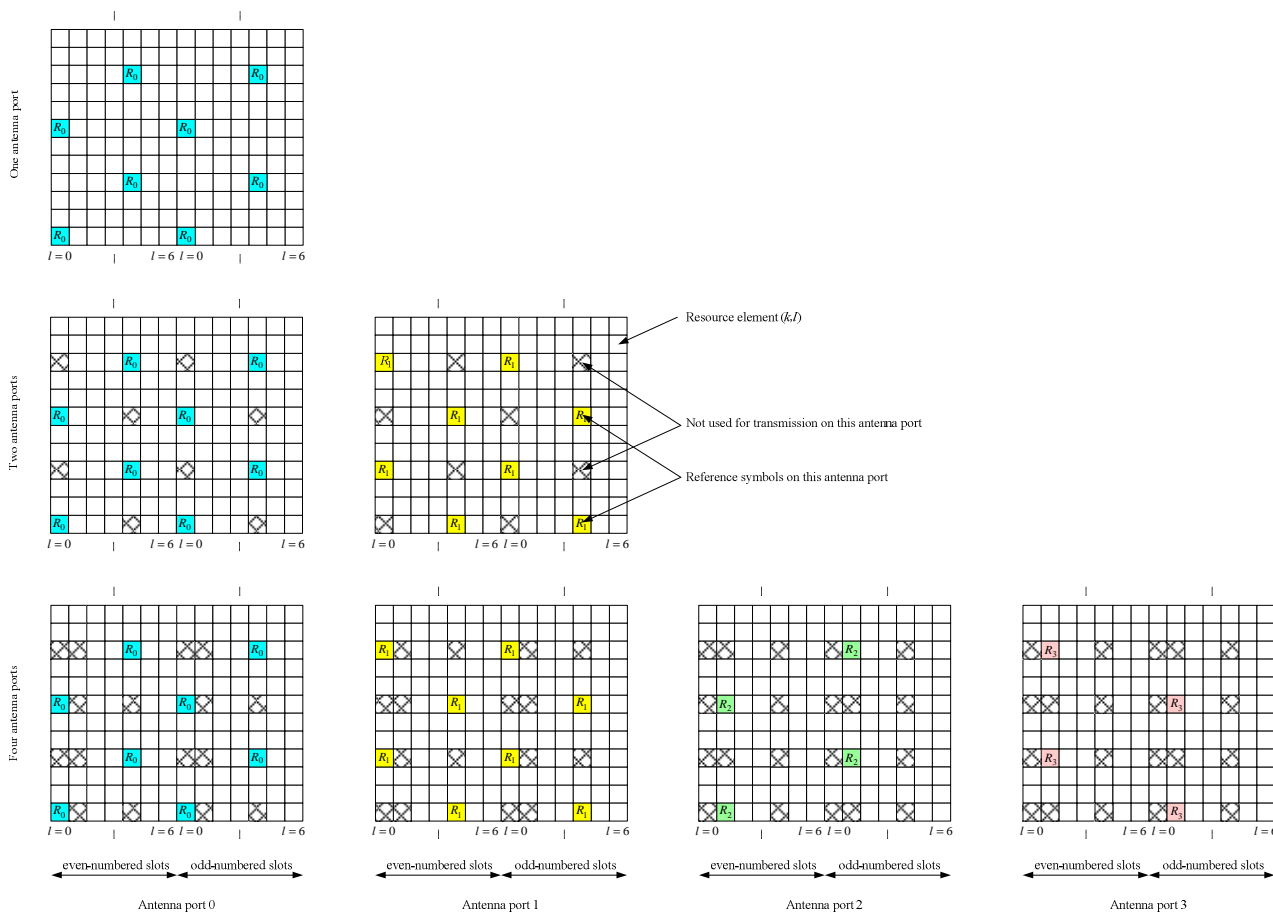 One antenna port
R₀ R₀
R₀ R₀
R₀ R₀
R₀ R₀
l = 0 l = 6 l = 0 l = 6
Two antenna ports
R₀ R₀
R₀ R₀
R₀ R₀
R₀ R₀
l = 0 l = 6 l = 0 l = 6
R₁ R₁
R₁ R₁
R₁ R₁
R₁ R₁
l = 0 l = 6 l = 0 l = 6
Resource element (k,l)
Not used for transmission on this antenna port
Reference symbols on this antenna port
Four antenna ports
R₀ R₀
R₀ R₀
R₀ R₀
R₀ R₀
l = 0 l = 6 l = 0 l = 6
even-numbered slots odd-numbered slots
Antenna port 0
R₁ R₁
R₁ R₁
R₁ R₁
R₁ R₁
l = 0 l = 6 l = 0 l = 6
even-numbered slots odd-numbered slots
Antenna port 1
R₂
R₂
R₂
R₂
l = 0 l = 6 l = 0 l = 6
even-numbered slots odd-numbered slots
Antenna port 2
R₃
R₃
R₃
R₃
l = 0 l = 6 l = 0 l = 6
even-numbered slots odd-numbered slots
Antenna port 3